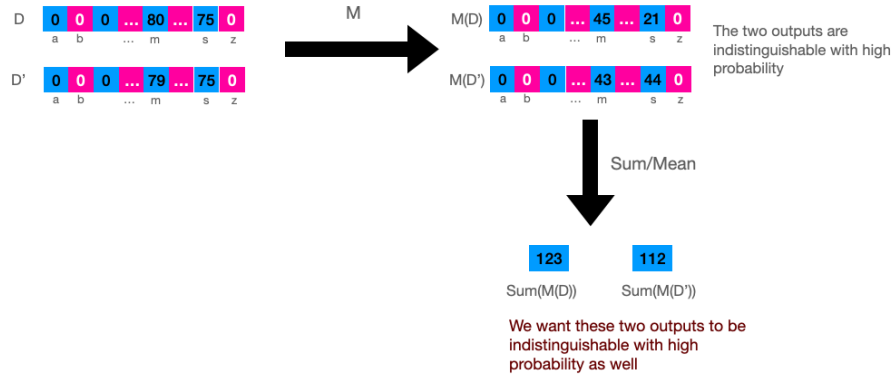 D 0 0 0 ... 80 ... 75 0
a b ... m s z
M
M(D) 0 0 0 ... 45 ... 21 0
a b ... m s z
The two outputs are
indistinguishable with high
probability
D' 0 0 0 ... 79 ... 75 0
a b ... m s z
M(D') 0 0 0 ... 43 ... 44 0
a b ... m s z
Sum/Mean
123 112
Sum(M(D)) Sum(M(D'))
We want these two outputs to be
indistinguishable with high
probability as well